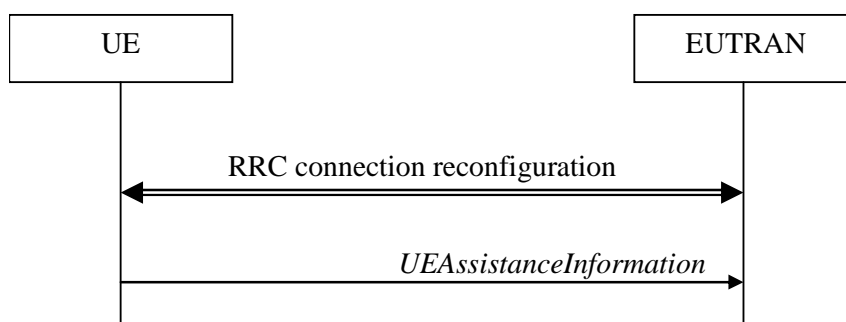 UE
EUTRAN
RRC connection reconfiguration
UEAssistanceInformation